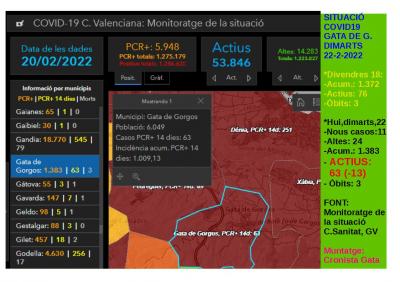 COVID-19 C. Valenciana: Monitoratge de la situació
Data de les dades
20/02/2022
PCR+: 5.948
PCR+ totals: 1.275.179
Positius totals: 1.286.620
Actius
53.846
Altes: 14.283
Totals: 1.223.027
Posit.
Gràf.
Act.
Alt.
Informació per municipis
PCR+ | PCR+ 14 dies | Morts
Gaianes: 65 | 1 | 0
Gaibiel: 30 | 1 | 0
Gandia: 18.770 | 545 |
79
Gata de
Gorgos: 1.383 | 63 | 3
Gàtova: 55 | 3 | 1
Gavarda: 147 | 7 | 1
Geldo: 98 | 5 | 1
Gestalgar: 88 | 3 | 0
Gilet: 457 | 18 | 2
Godella: 4.630 | 256 |
17
Mostrando 1
Municipi: Gata de Gorgos
Població: 6.049
Casos PCR+ 14 dies: 63
Incidència acum. PCR+ 14
dies: 1.009,13
Dénia, PCR+ 14d: 251
Pedreguer, PCR+ 14d: 89
Xàbia, P
Gata de Gorgos, PCR+ 14d: 63
SITUACIÓ
COVID19
GATA DE G.
DIMARTS
22-2-2022
*Divendres 18:
-Acum.: 1.372
-Actius: 76
-Òbits: 3
*Hui,dimarts,22
-Nous casos:11
-Altes: 24
-Acum.: 1.383
- ACTIUS:
63 (-13)
- Òbits: 3
FONT:
Monitoratge de
la situació
C.Sanitat, GV
Muntatge:
Cronista Gata